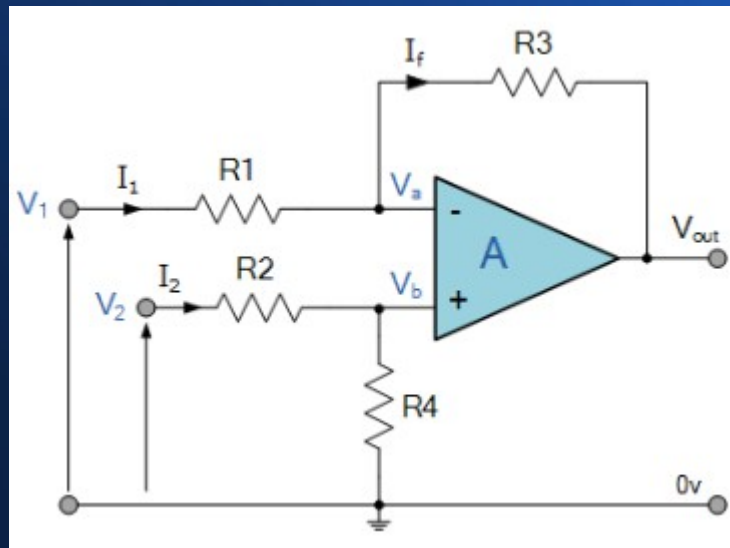 I_f
R3
R1
I_1
V_1
V_a
-
A
V_out
R2
I_2
V_2
V_b
+
R4
0v